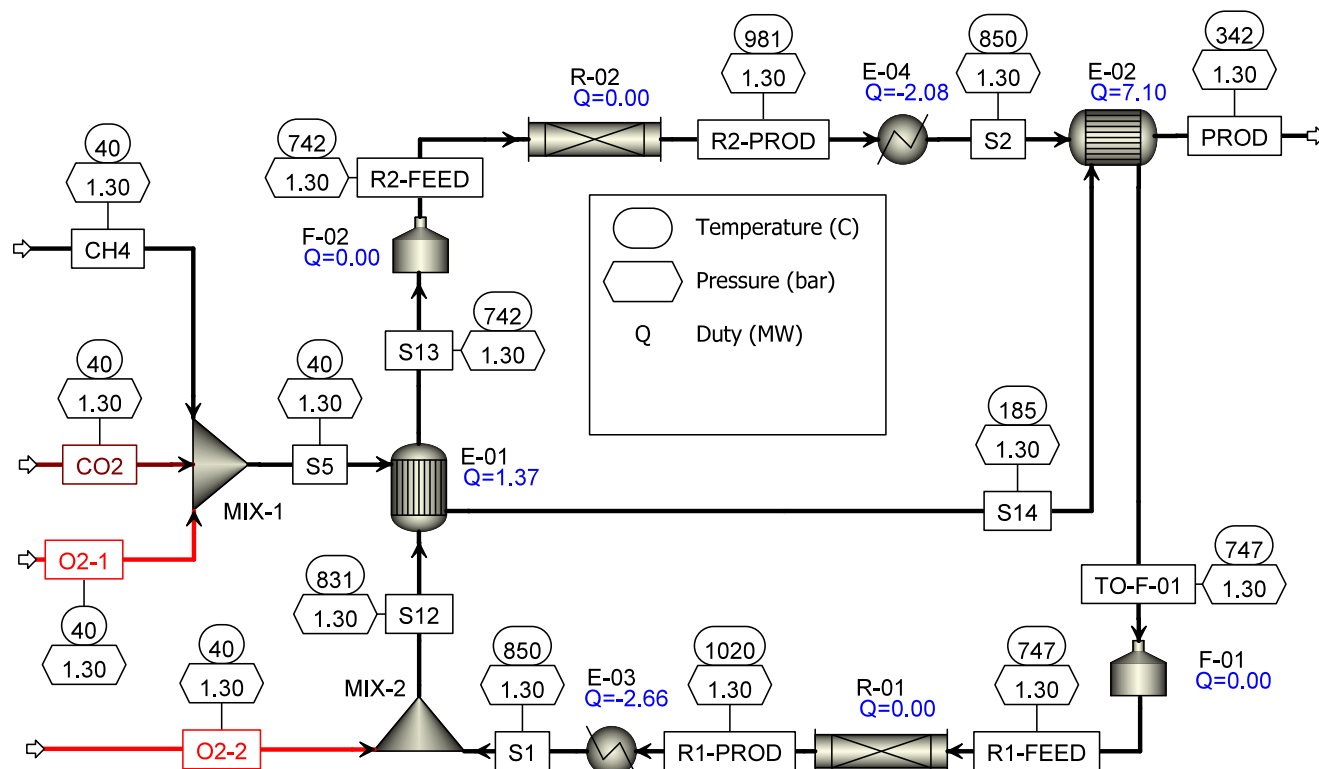 981
1.30
R2-PROD
R-02
Q=0.00
E-04
Q=-2.08
850
1.30
S2
E-02
Q=7.10
342
1.30
PROD
40
1.30
CH4
742
1.30
R2-FEED
F-02
Q=0.00
Temperature (C)
Pressure (bar)
Q Duty (MW)
742
1.30
S13
40
1.30
CO2
40
1.30
S5
MIX-1
E-01
Q=1.37
185
1.30
S14
O2-1
40
1.30
831
1.30
S12
747
1.30
TO-F-01
F-01
Q=0.00
40
1.30
O2-2
MIX-2
850
1.30
S1
E-03
Q=-2.66
1020
1.30
R1-PROD
R-01
Q=0.00
747
1.30
R1-FEED